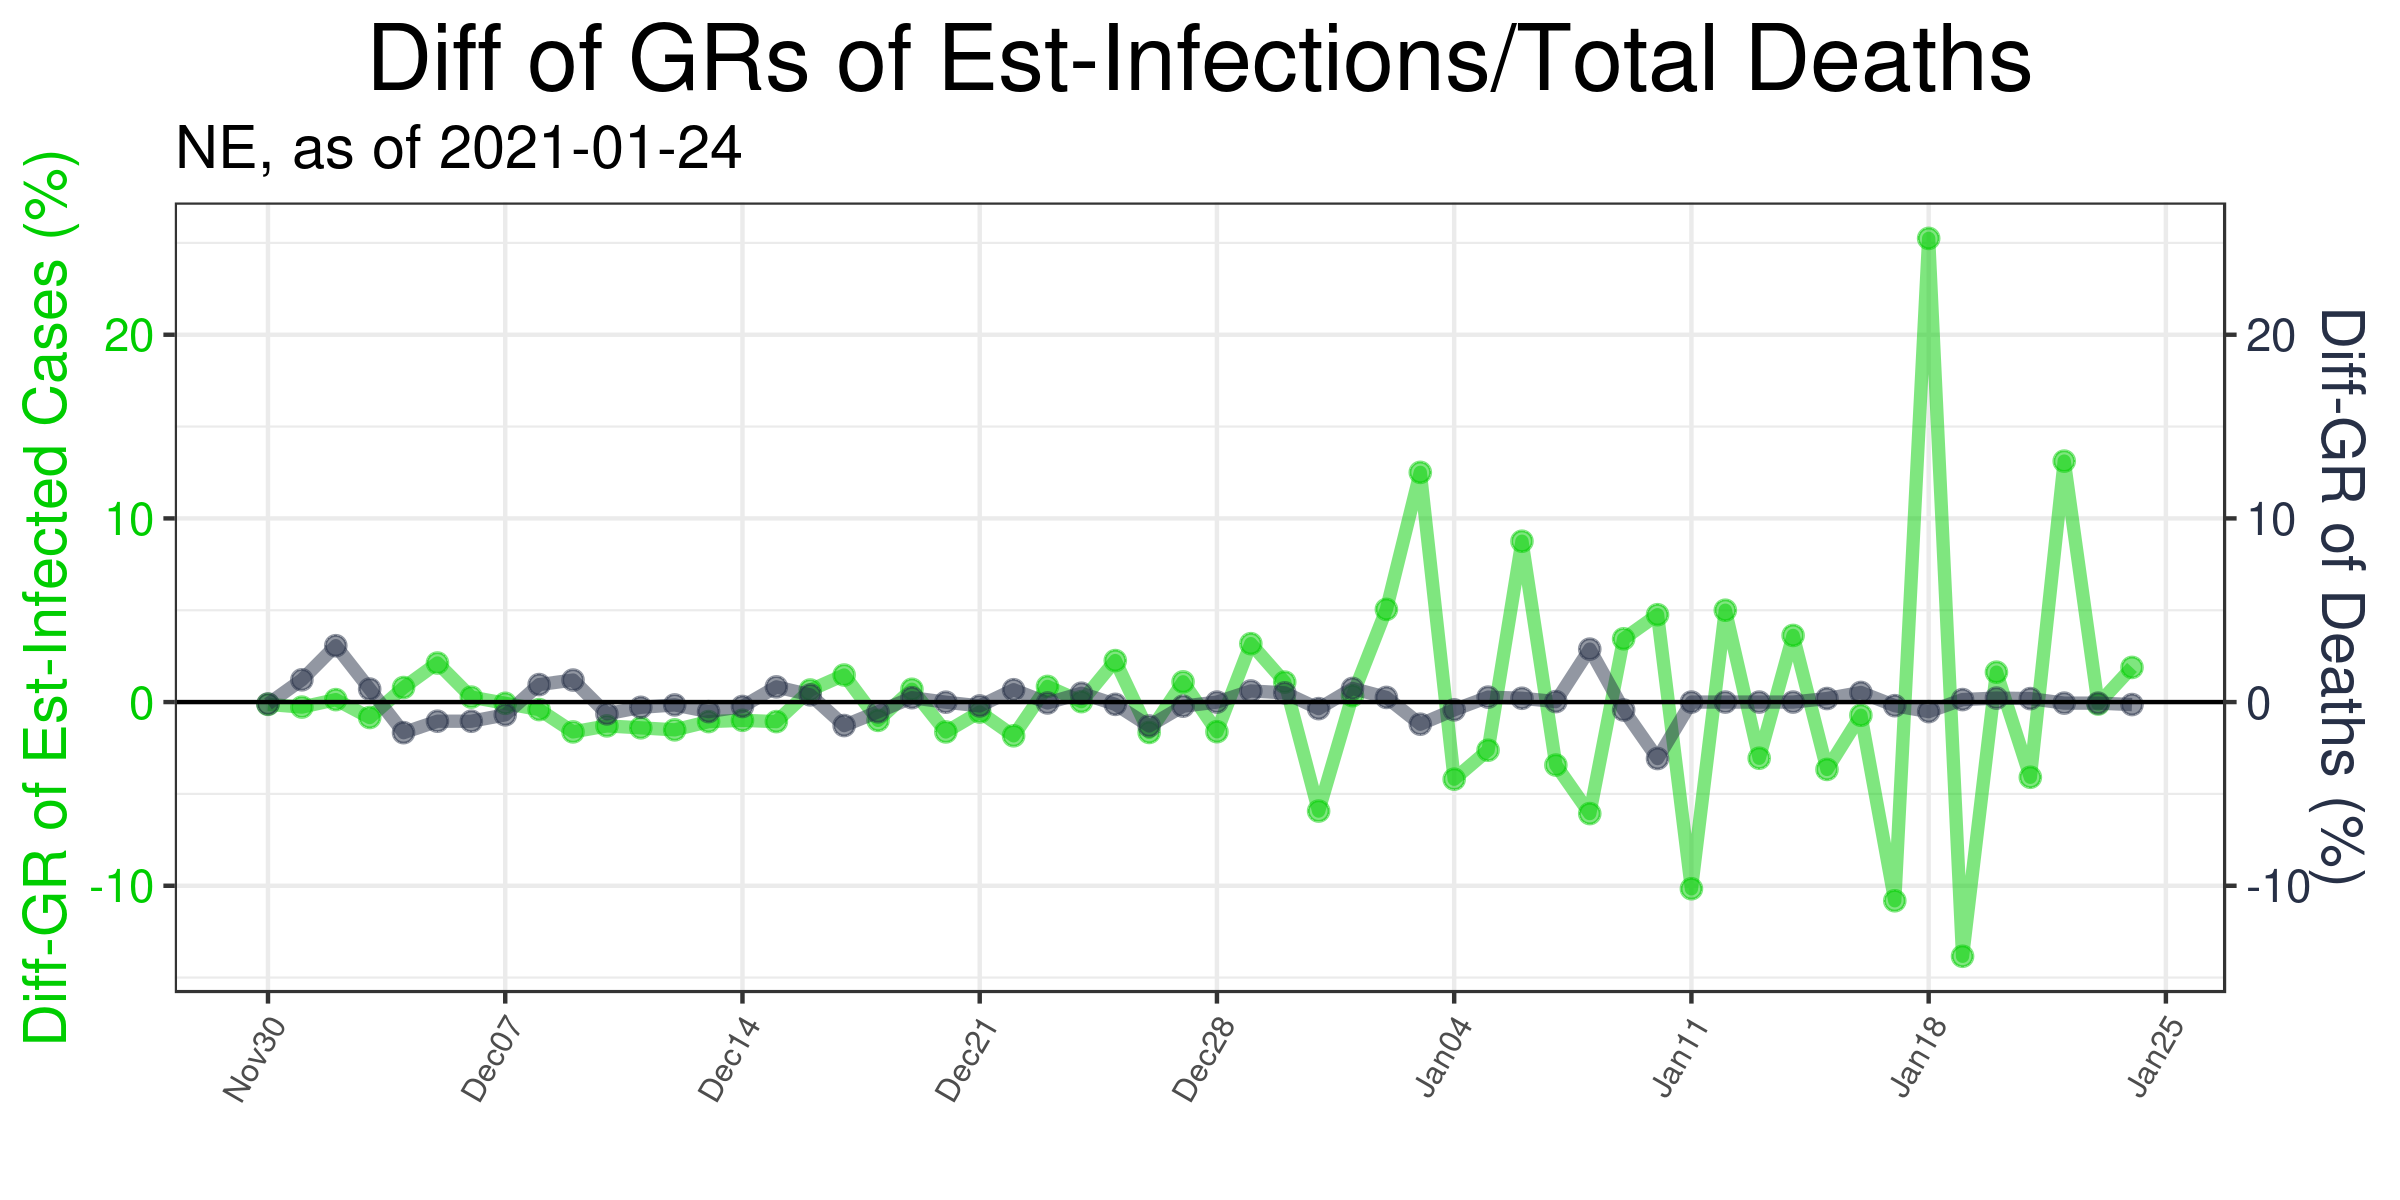 Diff of GRs of Est-Infections/Total Deaths
NE, as of 2021-01-24
Diff-GR of Est-Infected Cases (%)
20
10
0
-10
20
10
0
-10
Diff-GR of Deaths (%)
Nov30
Dec07
Dec14
Dec21
Dec28
Jan04
Jan11
Jan18
Jan25